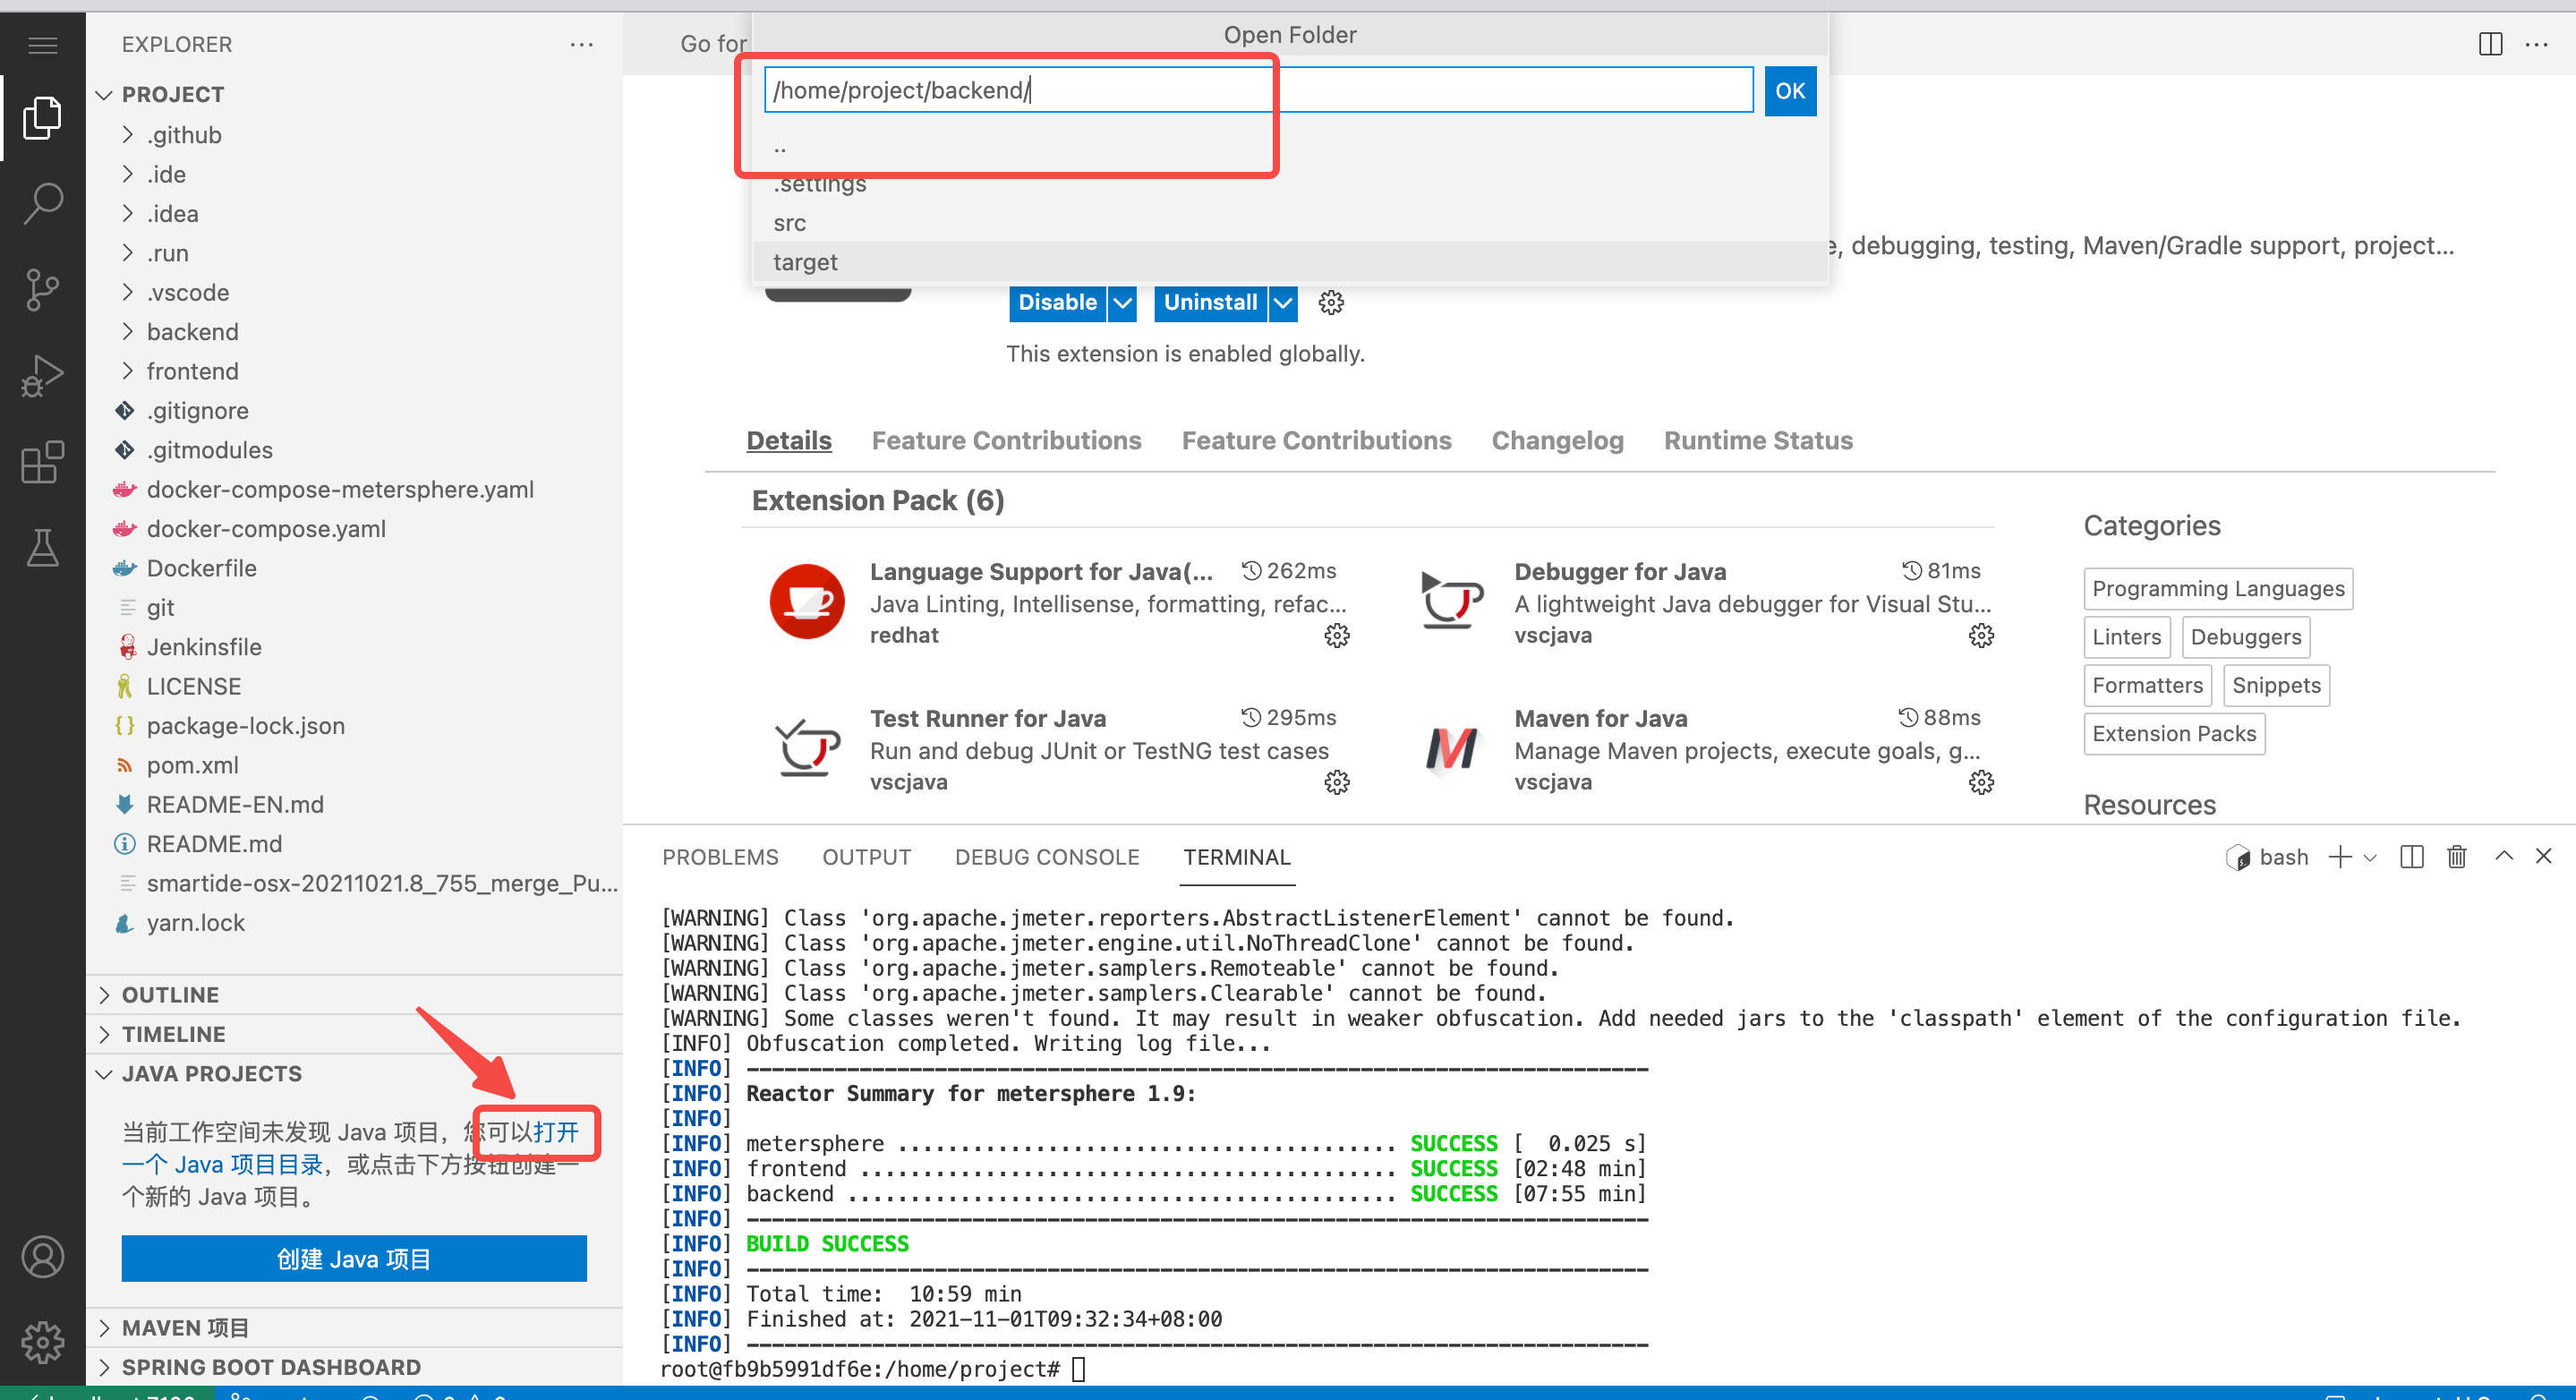 EXPLORER
PROJECT
.github
.ide
.idea
.run
.vscode
backend
frontend
.gitignore
.gitmodules
docker-compose-metersphere.yaml
docker-compose.yaml
Dockerfile
git
Jenkinsfile
LICENSE
package-lock.json
pom.xml
README-EN.md
README.md
smartide-osx-20211021.8_755_merge_Pu...
yarn.lock
OUTLINE
TIMELINE
JAVA PROJECTS
当前工作空间未发现 Java 项目，您可以打开
一个 Java 项目目录，或点击下方按钮创建一
个新的 Java 项目。
创建 Java 项目
MAVEN 项目
SPRING BOOT DASHBOARD
Go for
Open Folder
/home/project/backend/
OK
..
.settings
src
target
e, debugging, testing, Maven/Gradle support, project...
Disable Uninstall
This extension is enabled globally.
Details Feature Contributions Feature Contributions Changelog Runtime Status
Extension Pack (6)
Language Support for Java(... 262ms
Java Linting, Intellisense, formatting, refac...
redhat
Debugger for Java 81ms
A lightweight Java debugger for Visual Stu...
vscjava
Test Runner for Java 295ms
Run and debug JUnit or TestNG test cases
vscjava
Maven for Java 88ms
Manage Maven projects, execute goals, g...
vscjava
Categories
Programming Languages
Linters Debuggers
Formatters Snippets
Extension Packs
Resources
PROBLEMS OUTPUT DEBUG CONSOLE TERMINAL
bash
[WARNING] Class 'org.apache.jmeter.reporters.AbstractListenerElement' cannot be found.
[WARNING] Class 'org.apache.jmeter.engine.util.NoThreadClone' cannot be found.
[WARNING] Class 'org.apache.jmeter.samplers.Remoteable' cannot be found.
[WARNING] Class 'org.apache.jmeter.samplers.Clearable' cannot be found.
[WARNING] Some classes weren't found. It may result in weaker obfuscation. Add needed jars to the 'classpath' element of the configuration file.
[INFO] Obfuscation completed. Writing log file...
[INFO] ------------------------------------------------------------------------
[INFO] Reactor Summary for metersphere 1.9:
[INFO]
[INFO] metersphere ........................................ SUCCESS [  0.025 s]
[INFO] frontend ........................................... SUCCESS [02:48 min]
[INFO] backend ............................................ SUCCESS [07:55 min]
[INFO] ------------------------------------------------------------------------
[INFO] BUILD SUCCESS
[INFO] ------------------------------------------------------------------------
[INFO] Total time:  10:59 min
[INFO] Finished at: 2021-11-01T09:32:34+08:00
[INFO] ------------------------------------------------------------------------
root@fb9b5991df6e:/home/project#